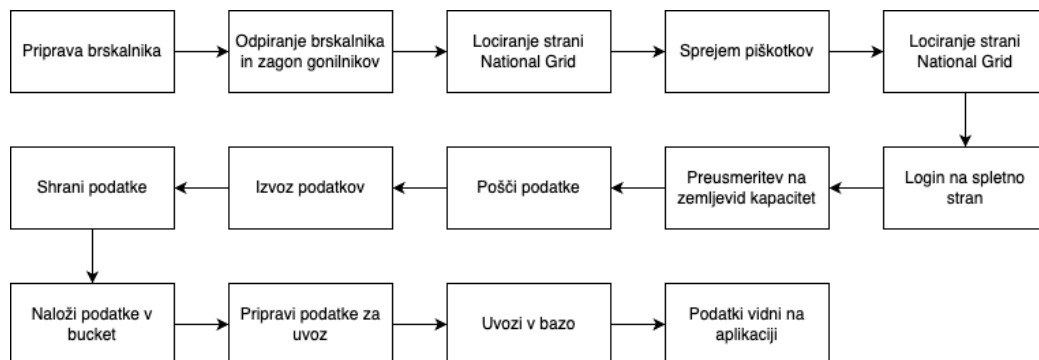 Priprava brskalnika
Odpiranje brskalnika
in zagon gonilnikov
Lociranje strani
National Grid
Sprejem piškotkov
Lociranje strani
National Grid
Login na spletno
stran
Preusmeritev na
zemljevid kapacitet
Pošči podatke
Izvoz podatkov
Shrani podatke
Naloži podatke v
bucket
Pripravi podatke za
uvoz
Uvozi v bazo
Podatki vidni na
aplikaciji